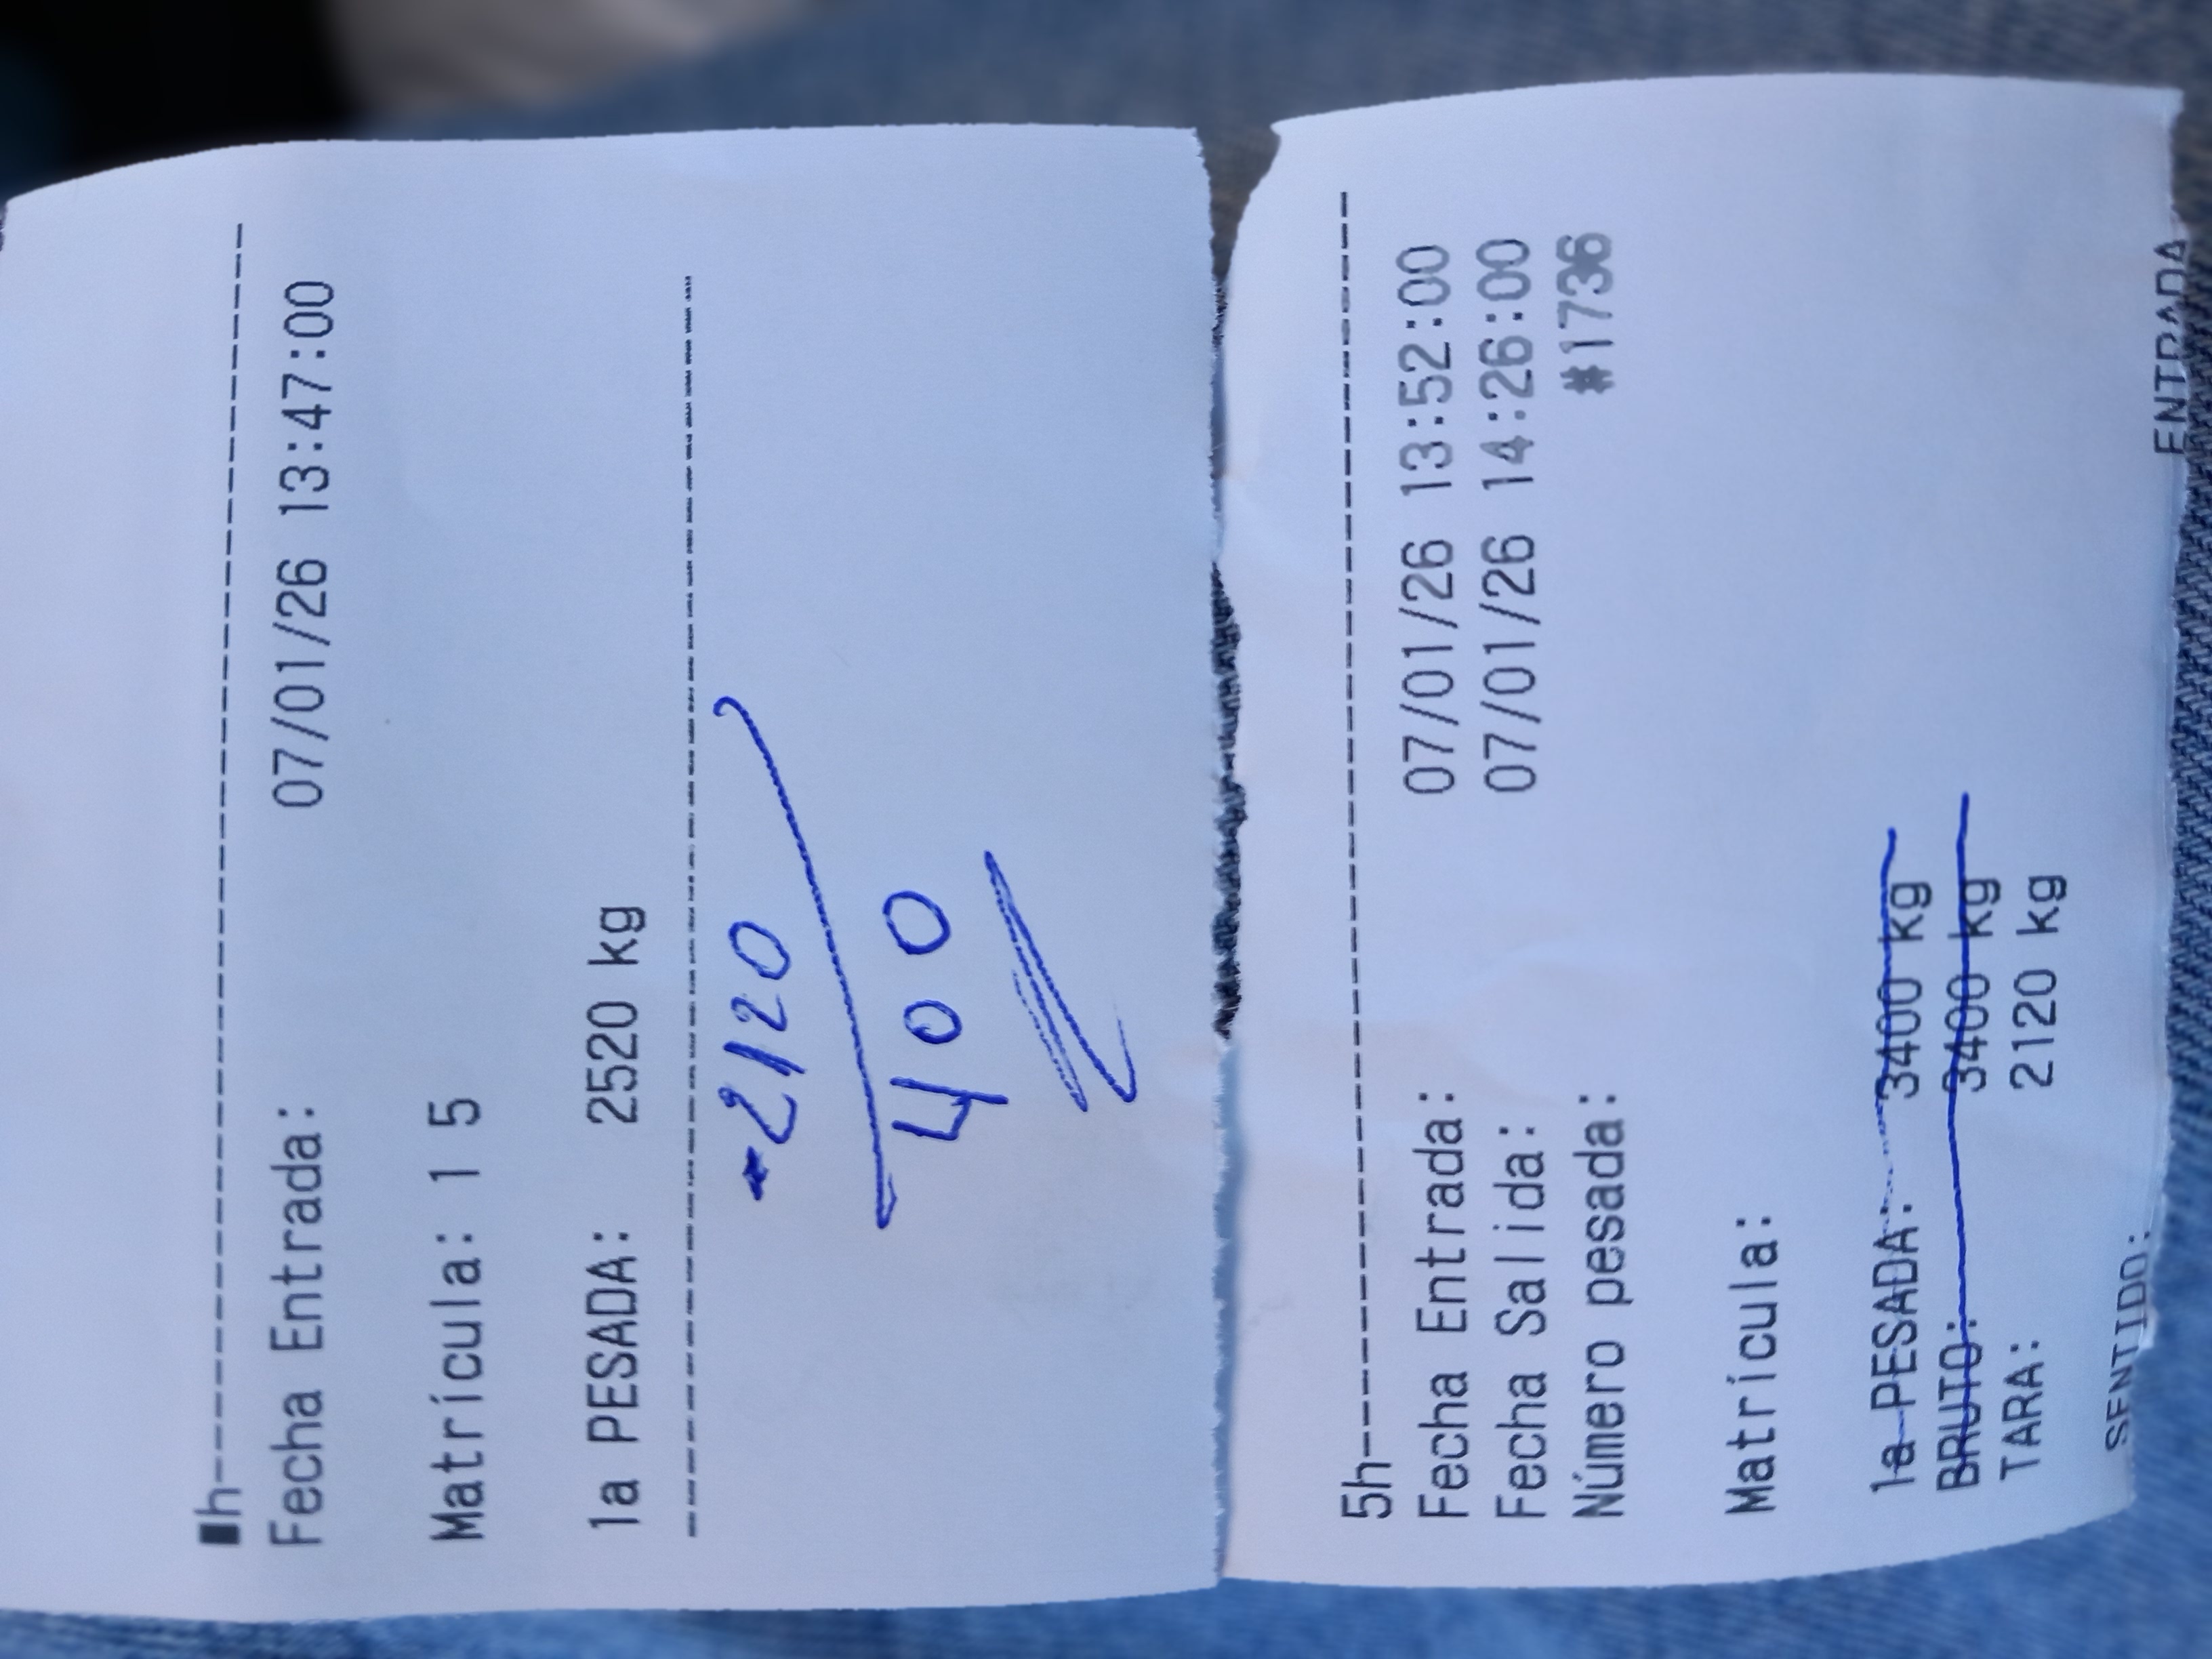 h--------------------------------
Fecha Entrada: 07/01/26 13:47:00
Matrícula: 1 5
1a PESADA: 2520 kg
-2120
400
5h--------------------------------
Fecha Entrada: 07/01/26 13:52:00
Fecha Salida: 07/01/26 14:26:00
Número pesada: #1736
Matrícula:
1a PESADA: 3400 kg
BRUTO: 3400 kg
TARA: 2120 kg
SENTIDO: ENTRADA